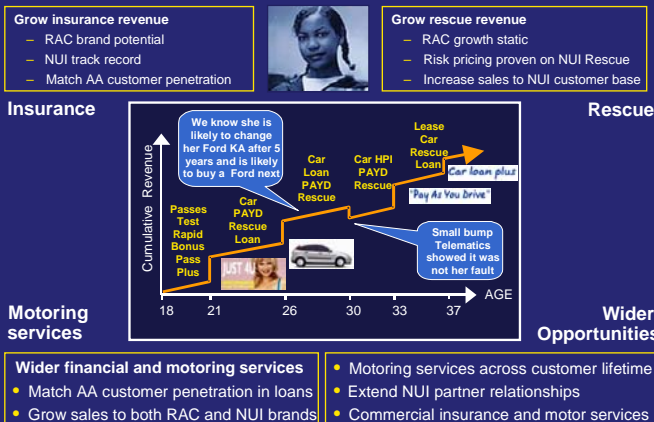 Grow insurance revenue
– RAC brand potential
– NUI track record
– Match AA customer penetration
Grow rescue revenue
– RAC growth static
– Risk pricing proven on NUI Rescue
– Increase sales to NUI customer base
Insurance
Rescue
Cumulative Revenue
We know she is
likely to change
her Ford KA after 5
years and is likely
to buy a Ford next
Passes
Test
Rapid
Bonus
Pass
Plus
Car
PAYD
Rescue
Loan
Car
Loan
PAYD
Rescue
Car HPI
PAYD
Rescue
Lease
Car
Rescue
Loan
Car loan plus
"Pay As You Drive"
JUST 4U
Small bump
Telematics
showed it was
not her fault
AGE
18
21
26
30
33
37
Motoring
services
Wider
Opportunities
Wider financial and motoring services
• Match AA customer penetration in loans
• Grow sales to both RAC and NUI brands
• Motoring services across customer lifetime
• Extend NUI partner relationships
• Commercial insurance and motor services